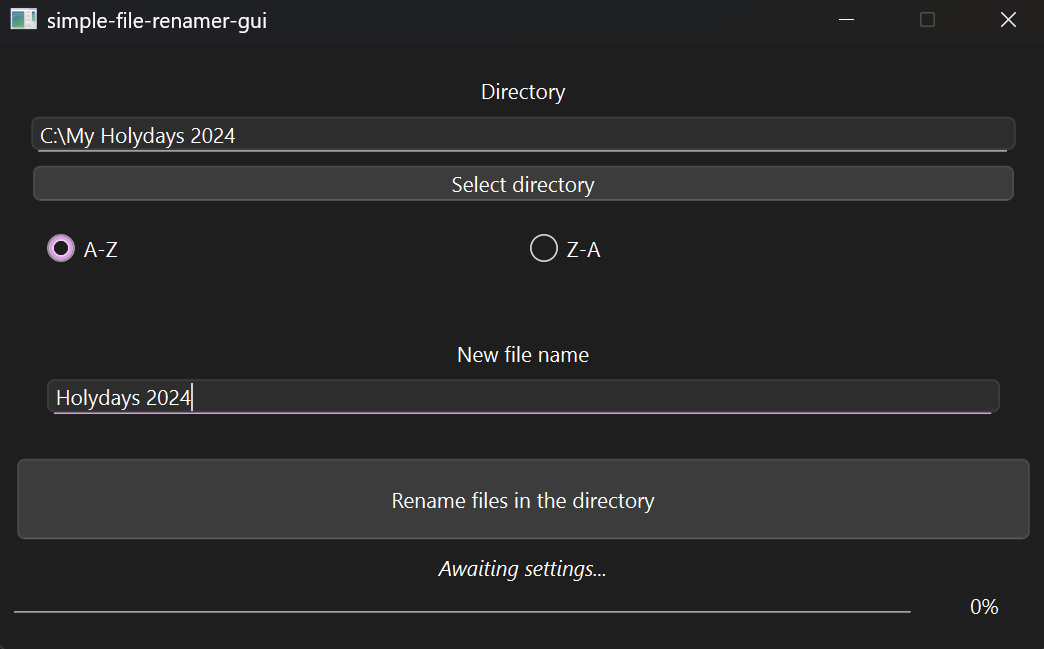 simple-file-renamer-gui
Directory
C:\My Holydays 2024
Select directory
A-Z Z-A
New file name
Holydays 2024
Rename files in the directory
Awaiting settings...
0%